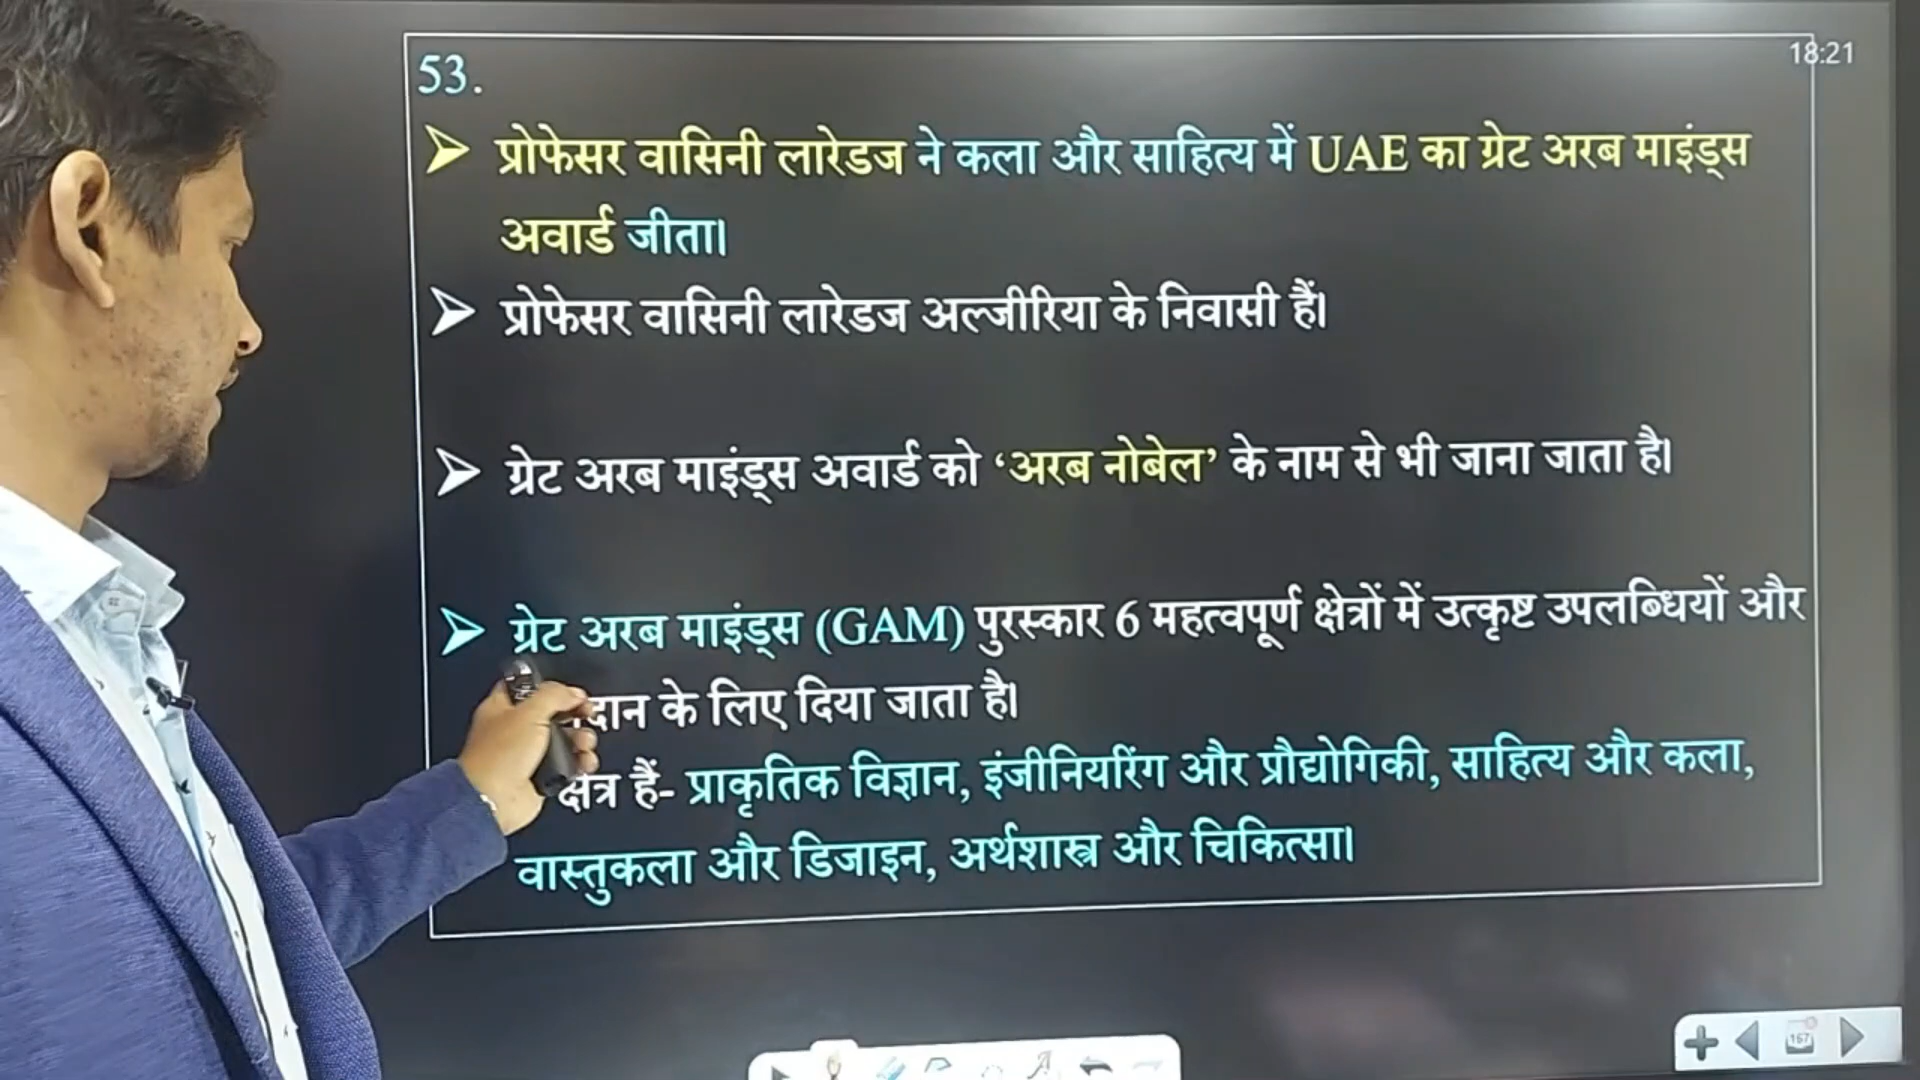 18:21
53.
➢ प्रोफेसर वासिनी लारेडज ने कला और साहित्य में UAE का ग्रेट अरब माइंड्स
अवार्ड जीता।
➢ प्रोफेसर वासिनी लारेडज अल्जीरिया के निवासी हैं।
➢ ग्रेट अरब माइंड्स अवार्ड को ‘अरब नोबेल’ के नाम से भी जाना जाता है।
➢ ग्रेट अरब माइंड्स (GAM) पुरस्कार 6 महत्वपूर्ण क्षेत्रों में उत्कृष्ट उपलब्धियों और
के लिए दिया जाता है।
क्षेत्र हैं- प्राकृतिक विज्ञान, इंजीनियरिंग और प्रौद्योगिकी, साहित्य और कला,
वास्तुकला और डिजाइन, अर्थशास्त्र और चिकित्सा।
167